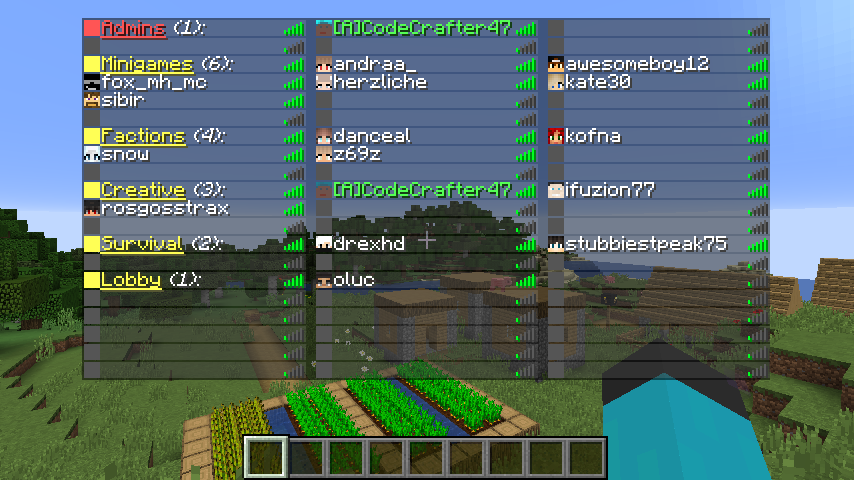 Admins (1): [A]CodeCrafter47
Minigames (6): andraa_ awesomeboy12
fox_mh_mc herzliche kate30
sibir
Factions (4): danceal kofna
snow z69z
Creative (3): [A]CodeCrafter47 ifuzion77
rosgosstrax
Survival (2): drexhd stubbiestpeak75
Lobby (1): oluc